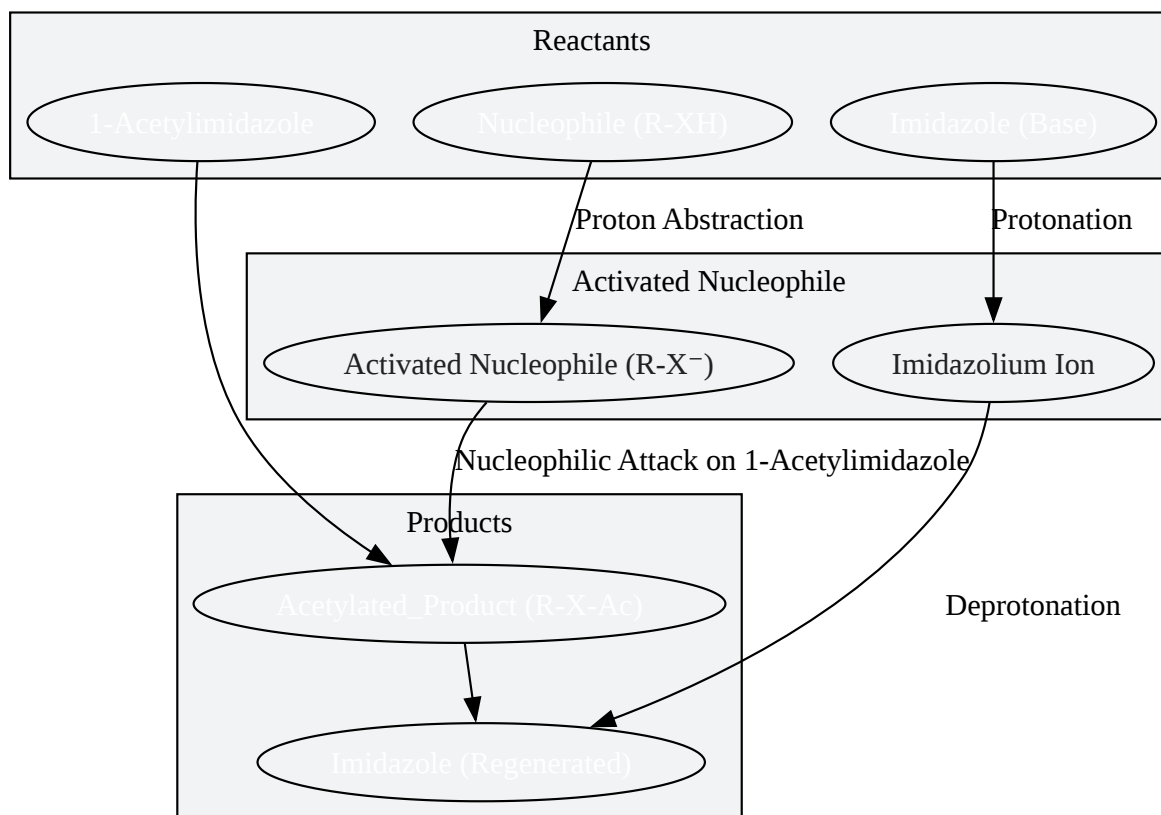 Reactants
1-Acetylimidazole
Nucleophile (R-XH)
Imidazole (Base)
Proton Abstraction
Protonation
Activated Nucleophile
Activated Nucleophile (R-X⁻)
Imidazolium Ion
Nucleophilic Attack on 1-Acetylimidazole
Products
Acetylated_Product (R-X-Ac)
Deprotonation
Imidazole (Regenerated)